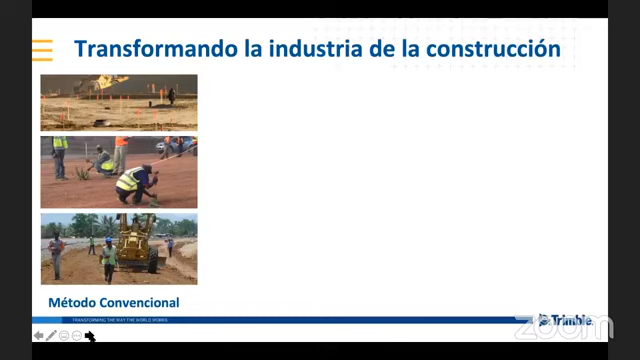 Transformando la industria de la construcción
Método Convencional
TRANSFORMING THE WAY THE WORLD WORKS
Trimble.
zoom